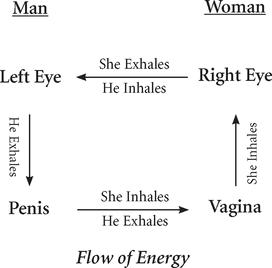 Man
Woman
She Exhales
Left Eye
Right Eye
He Inhales
He Exhales
She Inhales
She Inhales
Penis
Vagina
He Exhales
Flow of Energy